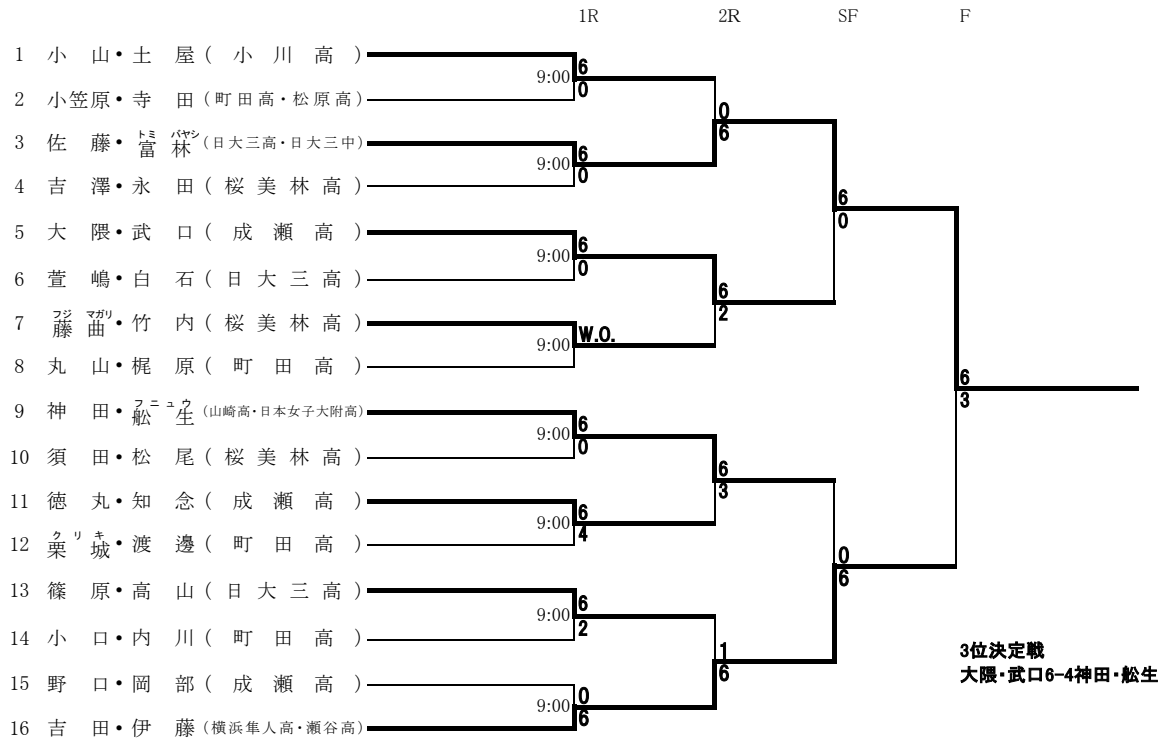 1R 2R SF F
1 小山・土屋(小川高)
9:00 6 0
2 小笠原・寺田(町田高・松原高)
0 6
トミ バヤシ
3 佐藤・富林(日大三高・日大三中)
9:00 6 0
4 吉澤・永田(桜美林高)
6 0
5 大隈・武口(成瀬高)
9:00 6 0
6 萱嶋・白石(日大三高)
6 2
フジ マガリ
7 藤曲・竹内(桜美林高)
9:00 W.O.
8 丸山・梶原(町田高)
6 3
フニュウ
9 神田・舩生(山崎高・日本女子大附高)
9:00 6 0
10 須田・松尾(桜美林高)
6 3
11 徳丸・知念(成瀬高)
9:00 6 4
クリキ
12 栗城・渡邊(町田高)
0 6
13 篠原・高山(日大三高)
9:00 6 2
14 小口・内川(町田高)
1 6
15 野口・岡部(成瀬高)
9:00 0 6
16 吉田・伊藤(横浜隼人高・瀬谷高)
3位決定戦
大隈・武口6-4神田・舩生